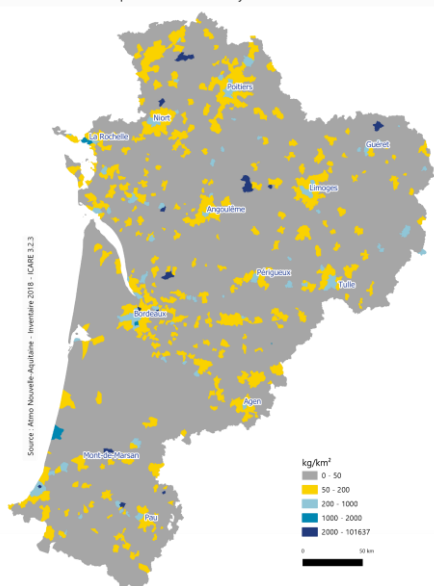 Poitiers
Niort
La Rochelle
Guéret
Limoges
Angoulême
Périgueux
Tulle
Bordeaux
Agen
Mont-de-Marsan
Pau
Source : Atmo Nouvelle-Aquitaine - Inventaire 2018 - ICARE 3.2.3
kg/km²
0 - 50
50 - 200
200 - 1000
1000 - 2000
2000 - 101637
0 50 km